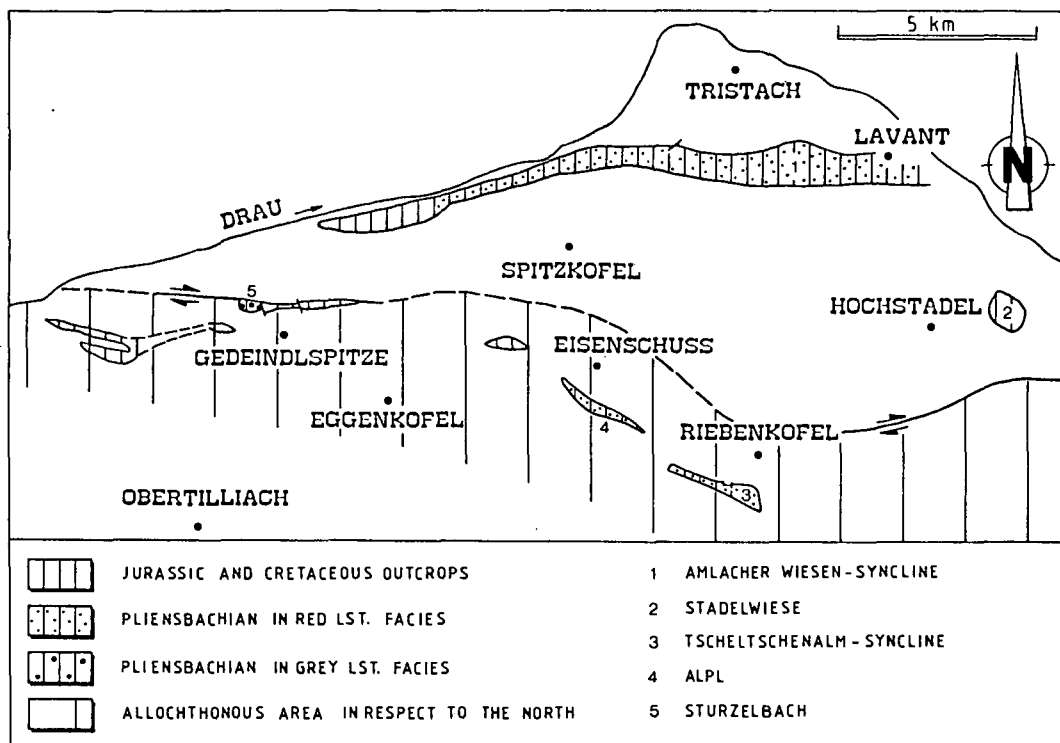 5 km
TRISTACH
LAVANT
N
DRAU
1
SPITZKOFEL
5
HOCHSTADEL
2
GEDEINDLSPITZE
EISENSCHUSS
EGGENKOFEL
4
RIEBENKOFEL
3
OBERTILLIACH
JURASSIC AND CRETACEOUS OUTCROPS
PLIENSBACHIAN IN RED LST. FACIES
PLIENSBACHIAN IN GREY LST. FACIES
ALLOCHTHONOUS AREA IN RESPECT TO THE NORTH
1 AMLACHER WIESEN-SYNCLINE
2 STADELWIESE
3 TSCHELTSCHENALM-SYNCLINE
4 ALPL
5 STURZELBACH